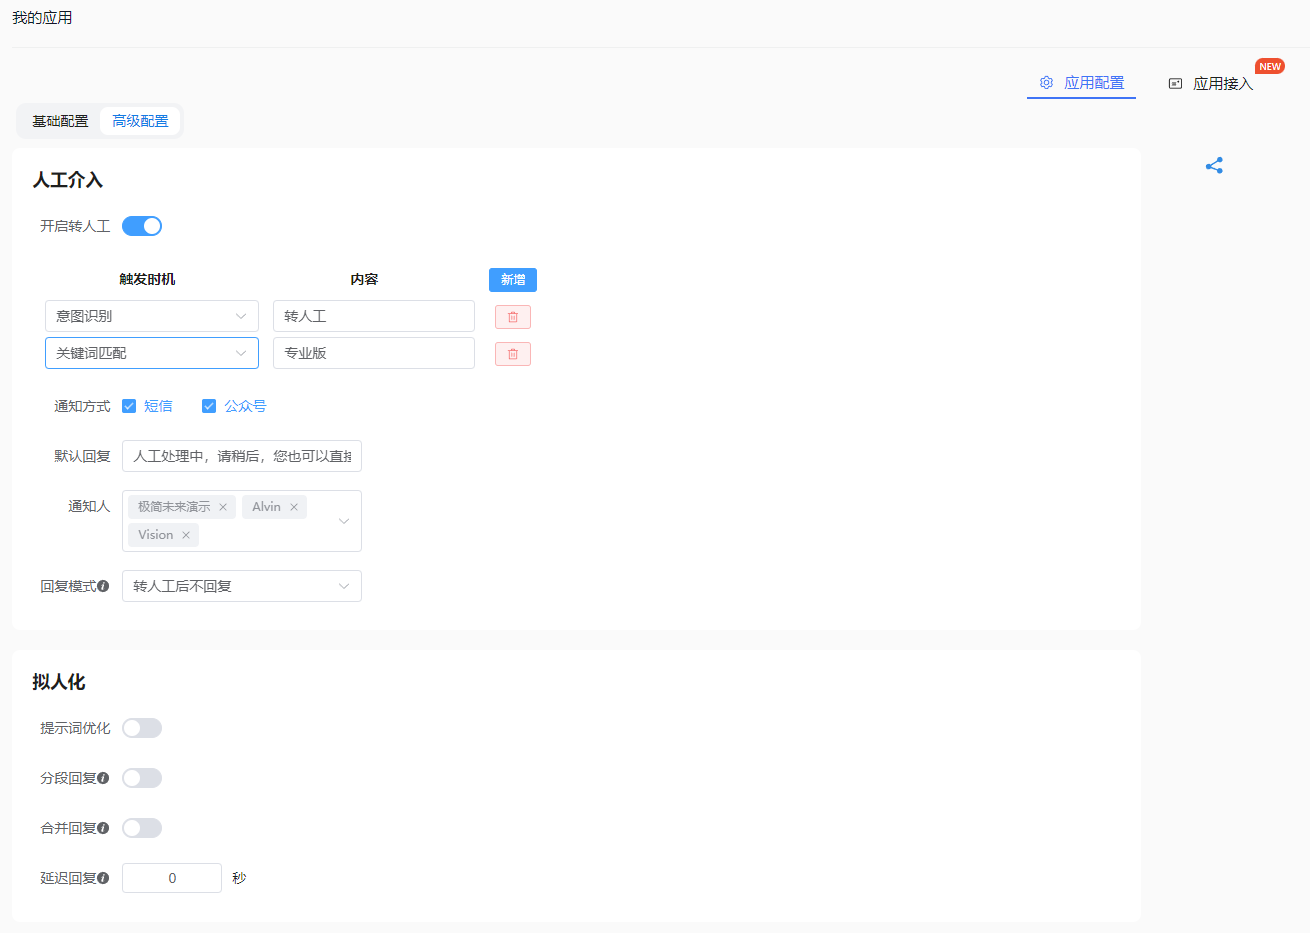 我的应用
应用配置
应用接入
NEW
基础配置
高级配置
人工介入
开启转人工
触发时机
内容
新增
意图识别
转人工
关键词匹配
专业版
通知方式
短信
公众号
默认回复
人工处理中，请稍后，您也可以直接
通知人
极简未来演示
Alvin
Vision
回复模式
转人工后不回复
拟人化
提示词优化
分段回复
合并回复
延迟回复
0
秒